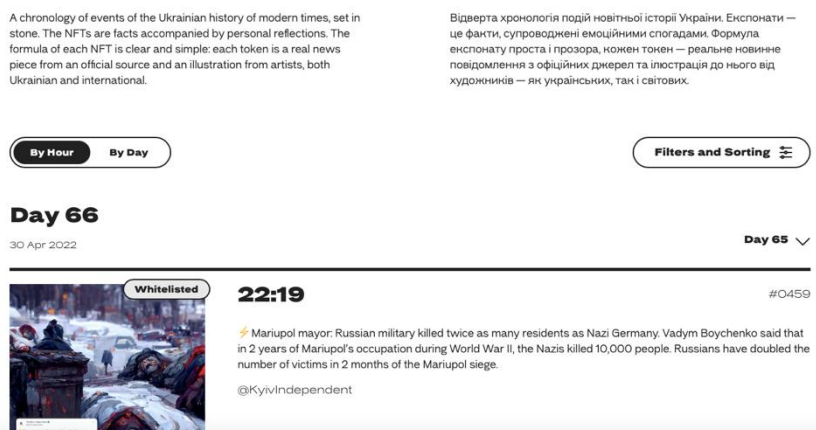 A chronology of events of the Ukrainian history of modern times, set in
stone. The NFTs are facts accompanied by personal reflections. The
formula of each NFT is clear and simple: each token is a real news
piece from an official source and an illustration from artists, both
Ukrainian and international.
Відверта хронологія подій новітньої історії України. Експонати —
це факти, супроводжені емоційними спогадами. Формула
експонату проста і прозора, кожен токен — реальне новинне
повідомлення з офіційних джерел та ілюстрація до нього від
художників — як українських, так і світових.
By Hour By Day
Filters and Sorting
Day 66
30 Apr 2022
Day 65
Whitelisted
22:19
#0459
⚡Mariupol mayor: Russian military killed twice as many residents as Nazi Germany. Vadym Boychenko said that
in 2 years of Mariupol's occupation during World War II, the Nazis killed 10,000 people. Russians have doubled the
number of victims in 2 months of the Mariupol siege.
@KyivIndependent